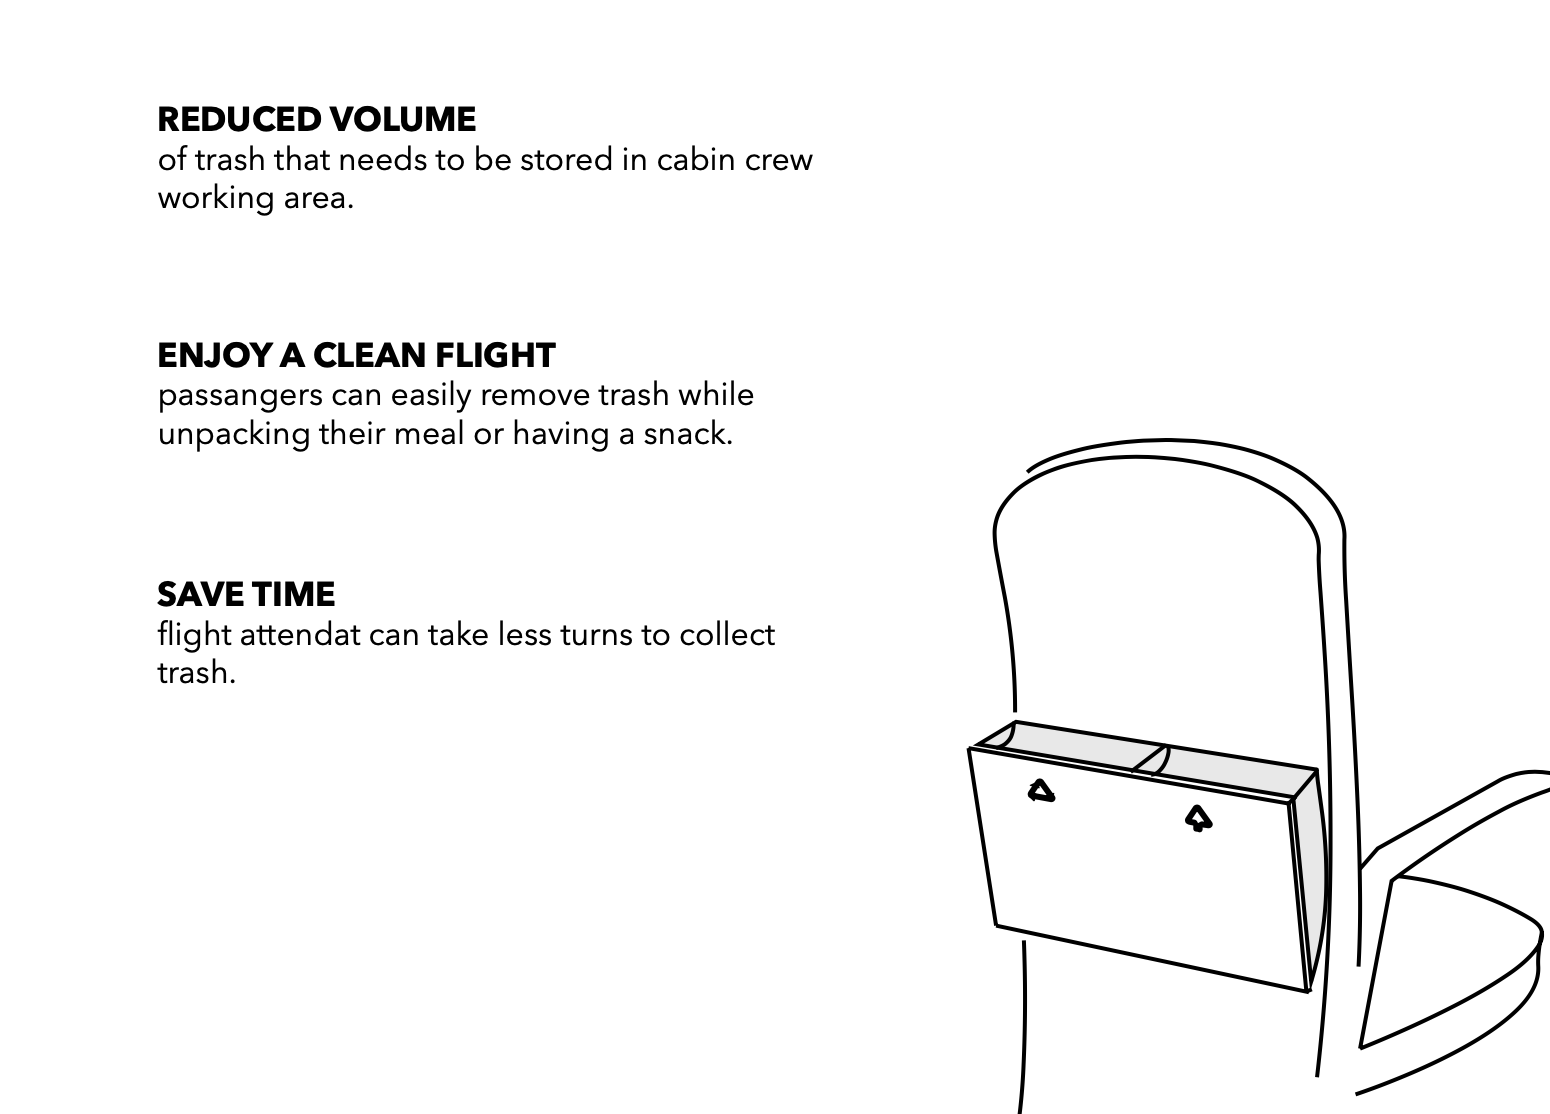 REDUCED VOLUME
of trash that needs to be stored in cabin crew
working area.
ENJOY A CLEAN FLIGHT
passangers can easily remove trash while
unpacking their meal or having a snack.
SAVE TIME
flight attendat can take less turns to collect
trash.